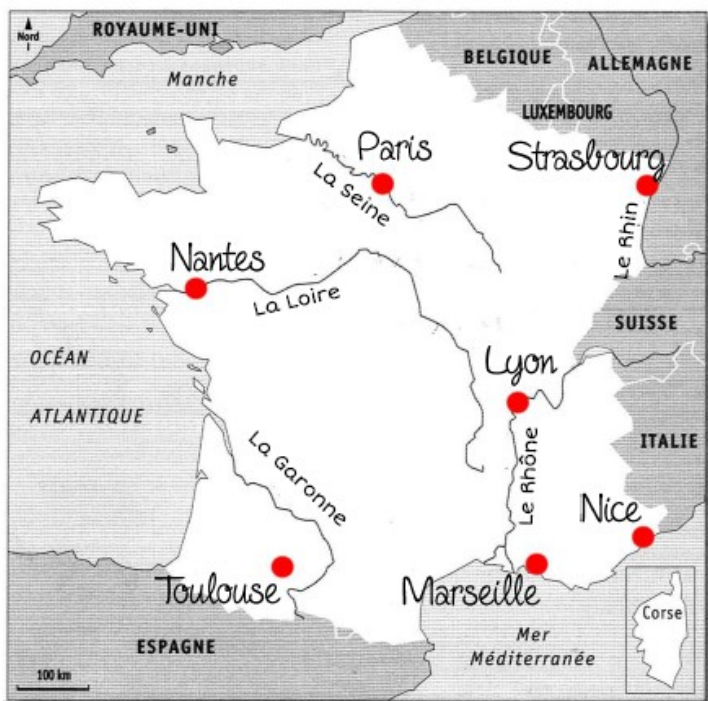 Nord
ROYAUME-UNI
Manche
BELGIQUE
ALLEMAGNE
LUXEMBOURG
Paris
Strasbourg
La Seine
Le Rhin
Nantes
La Loire
SUISSE
Lyon
OCÉAN
ATLANTIQUE
ITALIE
La Garonne
Le Rhône
Nice
Toulouse
Marseille
Corse
ESPAGNE
Mer
Méditerranée
100 km